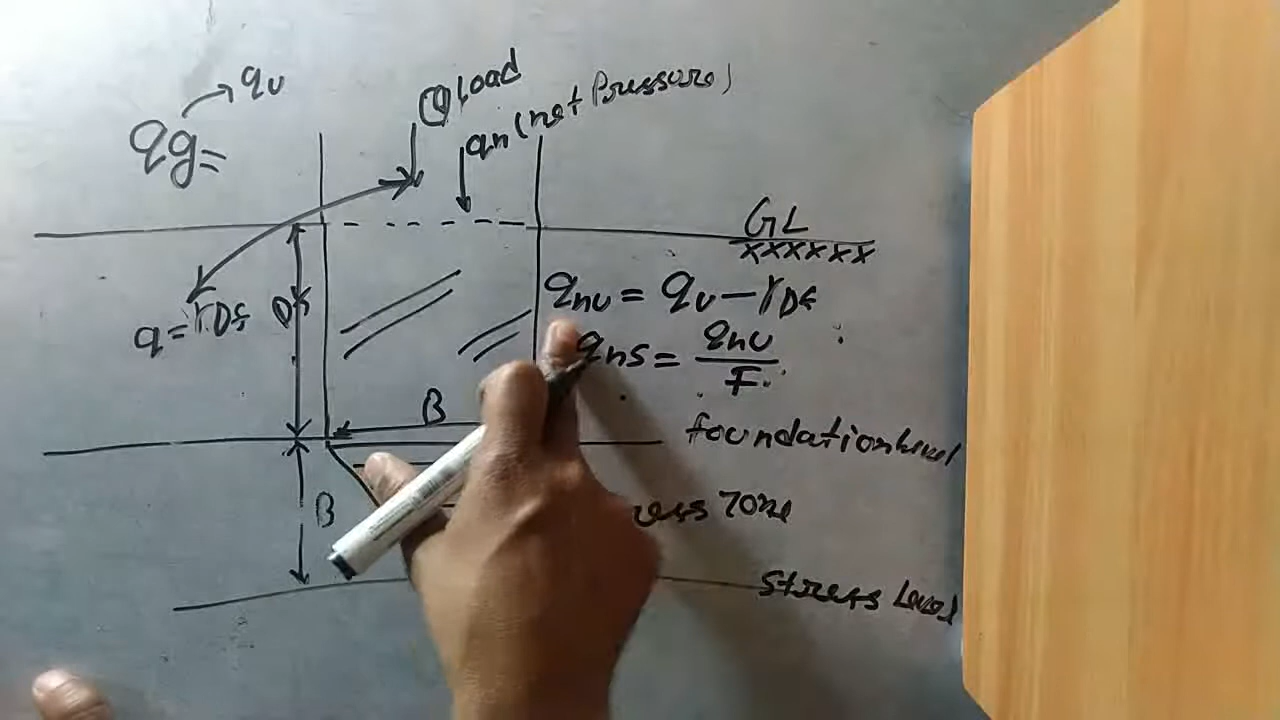 qu
Q Load
qn (net Pressure)
qg=
GL
xxxxxx
qnu = qu - γDf
q = γDf
Df
qns = qnu / F.
B
foundation level
B
Zone
Stress Level